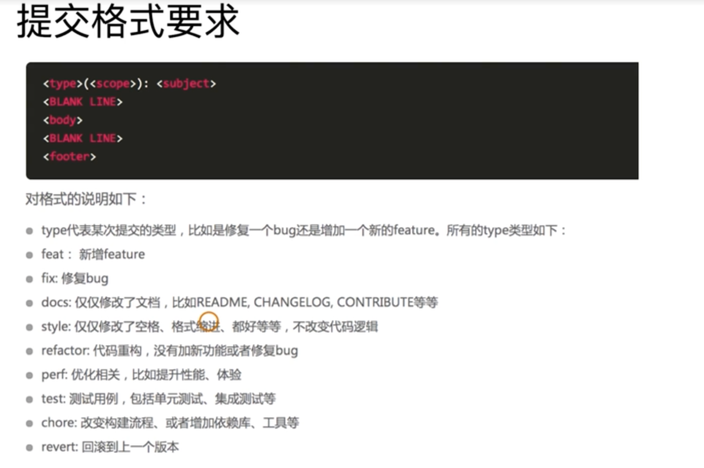 提交格式要求
<type>(<scope>): <subject>
<BLANK LINE>
<body>
<BLANK LINE>
<footer>
对格式的说明如下：
type代表某次提交的类型，比如是修复一个bug还是增加一个新的feature。所有的type类型如下：
feat： 新增feature
fix: 修复bug
docs: 仅仅修改了文档，比如README, CHANGELOG, CONTRIBUTE等等
style: 仅仅修改了空格、格式缩进、都好等等，不改变代码逻辑
refactor: 代码重构，没有加新功能或者修复bug
perf: 优化相关，比如提升性能、体验
test: 测试用例，包括单元测试、集成测试等
chore: 改变构建流程、或者增加依赖库、工具等
revert: 回滚到上一个版本